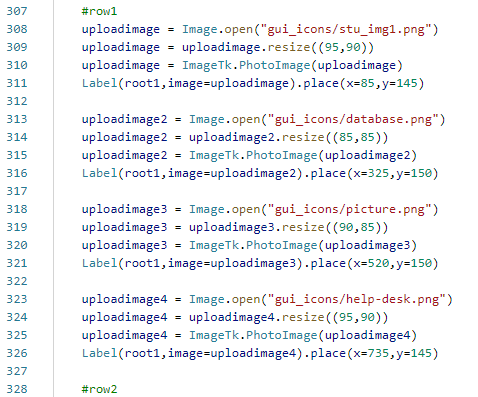 307 #row1
308 uploadimage = Image.open("gui_icons/stu_img1.png")
309 uploadimage = uploadimage.resize((95,90))
310 uploadimage = ImageTk.PhotoImage(uploadimage)
311 Label(root1,image=uploadimage).place(x=85,y=145)
312
313 uploadimage2 = Image.open("gui_icons/database.png")
314 uploadimage2 = uploadimage2.resize((85,85))
315 uploadimage2 = ImageTk.PhotoImage(uploadimage2)
316 Label(root1,image=uploadimage2).place(x=325,y=150)
317
318 uploadimage3 = Image.open("gui_icons/picture.png")
319 uploadimage3 = uploadimage3.resize((90,85))
320 uploadimage3 = ImageTk.PhotoImage(uploadimage3)
321 Label(root1,image=uploadimage3).place(x=520,y=150)
322
323 uploadimage4 = Image.open("gui_icons/help-desk.png")
324 uploadimage4 = uploadimage4.resize((95,90))
325 uploadimage4 = ImageTk.PhotoImage(uploadimage4)
326 Label(root1,image=uploadimage4).place(x=735,y=145)
327
328 #row2